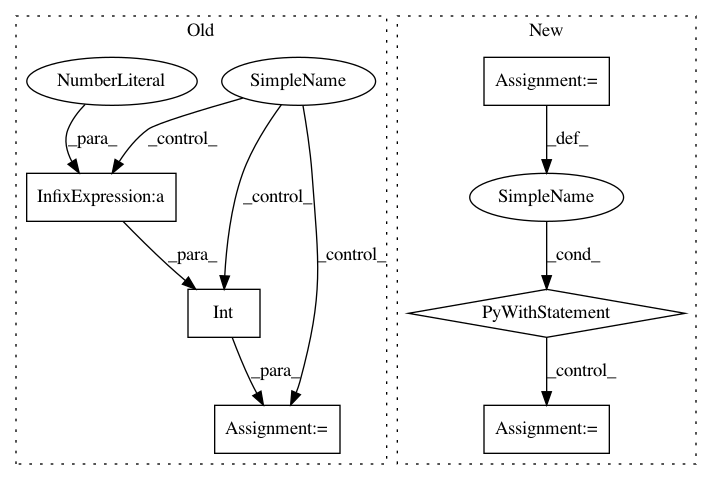 Old
New
NumberLiteral
SimpleName
Assignment:=
_para_
_control_
_def_
InfixExpression:a
_control_
_control_
SimpleName
_para_
_cond_
Int
PyWithStatement
_para_
_control_
Assignment:=
Assignment:=